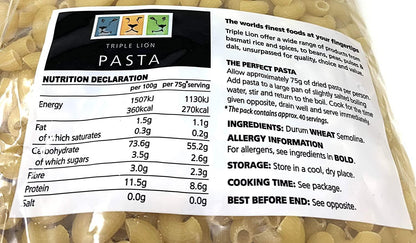 TRIPLE LION
PASTA
NUTRITION DECLARATION
per 100g per 75g*serving
Energy 1507kJ 1130kJ
360kcal 270kcal
Fat 1.5g 1.1g
of which saturates 0.3g 0.2g
Carbohydrate 73.6g 55.2g
of which sugars 3.5g 2.6g
Fibre 3.0g 2.3g
Protein 11.5g 8.6g
Salt 0.0g 0.0g
The worlds finest foods at your fingertips
Triple Lion offer a wide range of products from
basmati rice and spices, to beans, peas, pulses &
dals, unsurpassed for quality, choice and value.
THE PERFECT PASTA
Allow approximately 75g of dried pasta per person.
Add pasta to a large pan of slightly salted boiling
water, stir and return to the boil. Cook for the time
given opposite, drain well and serve immediately.
*The pack contains approx. 40 servings.
INGREDIENTS: Durum WHEAT Semolina.
ALLERGY INFORMATION
For allergens, see ingredients in BOLD.
STORAGE: Store in a cool, dry place.
COOKING TIME: See package.
BEST BEFORE END: See opposite.